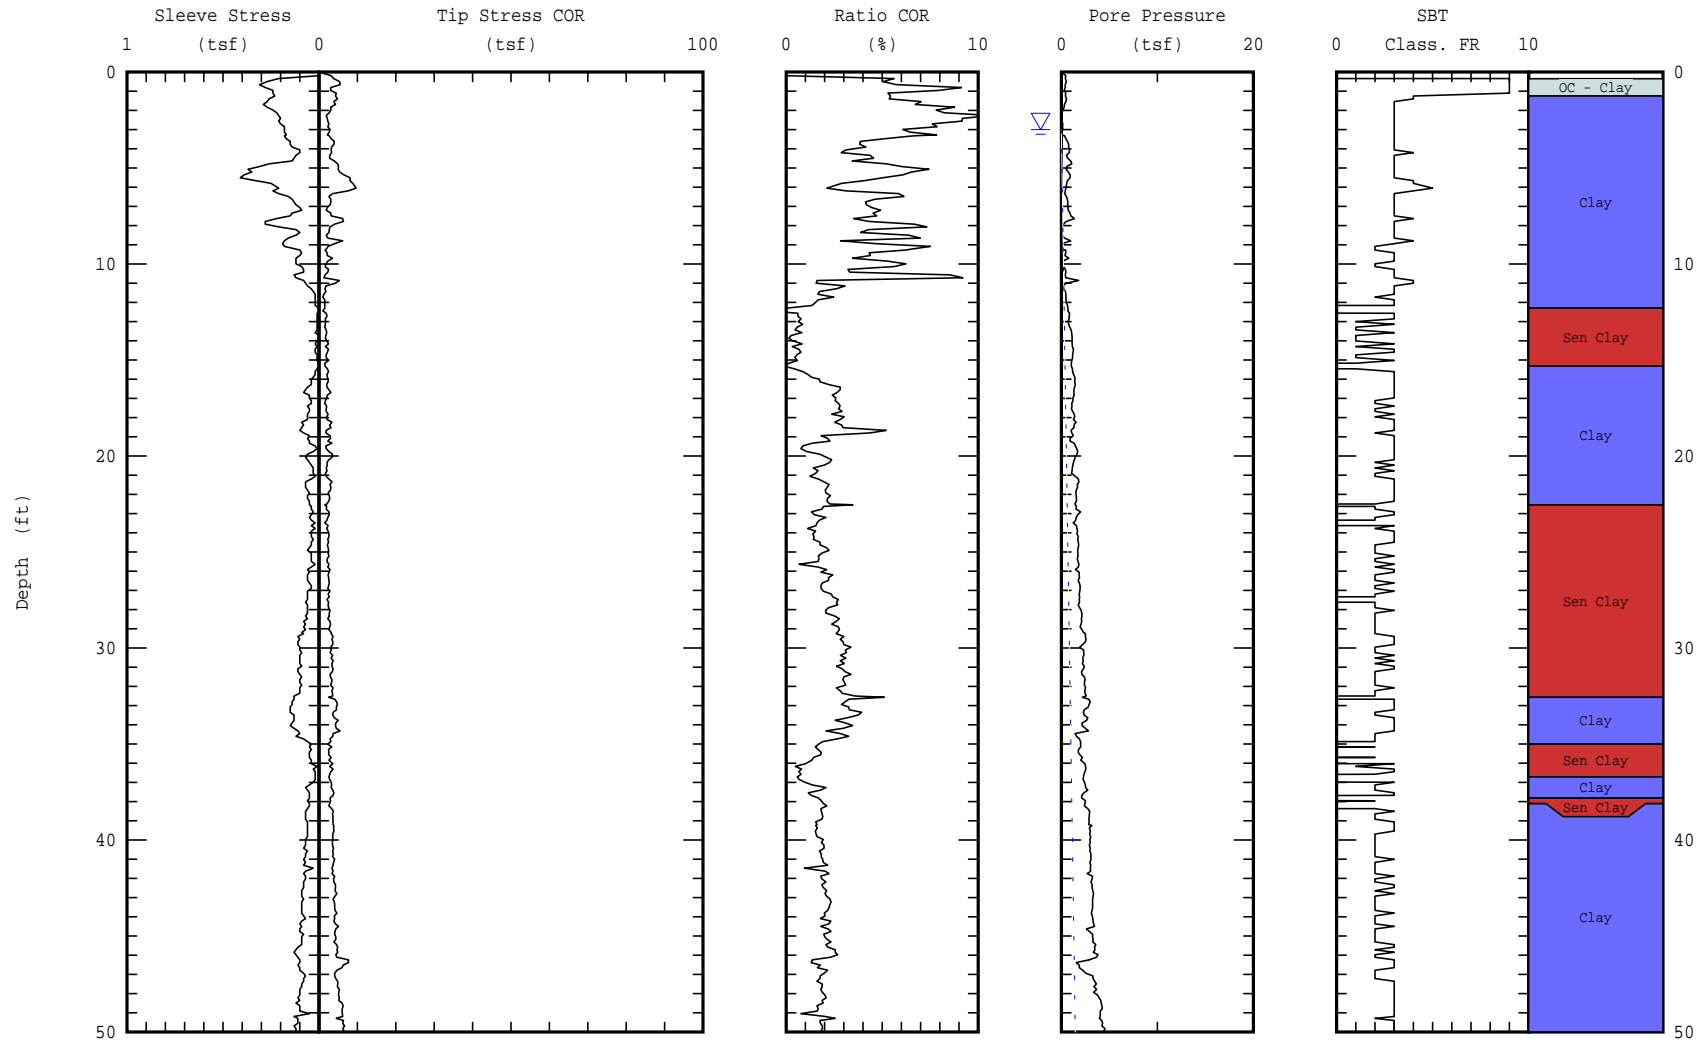 Sleeve Stress Tip Stress COR Ratio COR Pore Pressure SBT
1 (tsf) 0 (tsf) 100 0 (%) 10 0 (tsf) 20 0 Class. FR 10
0 0
OC - Clay
Clay
10 10
Sen Clay
Clay
20 20
Depth (ft)
Sen Clay
30 30
Clay
Sen Clay
Clay
Sen Clay
40 40
Clay
50 50